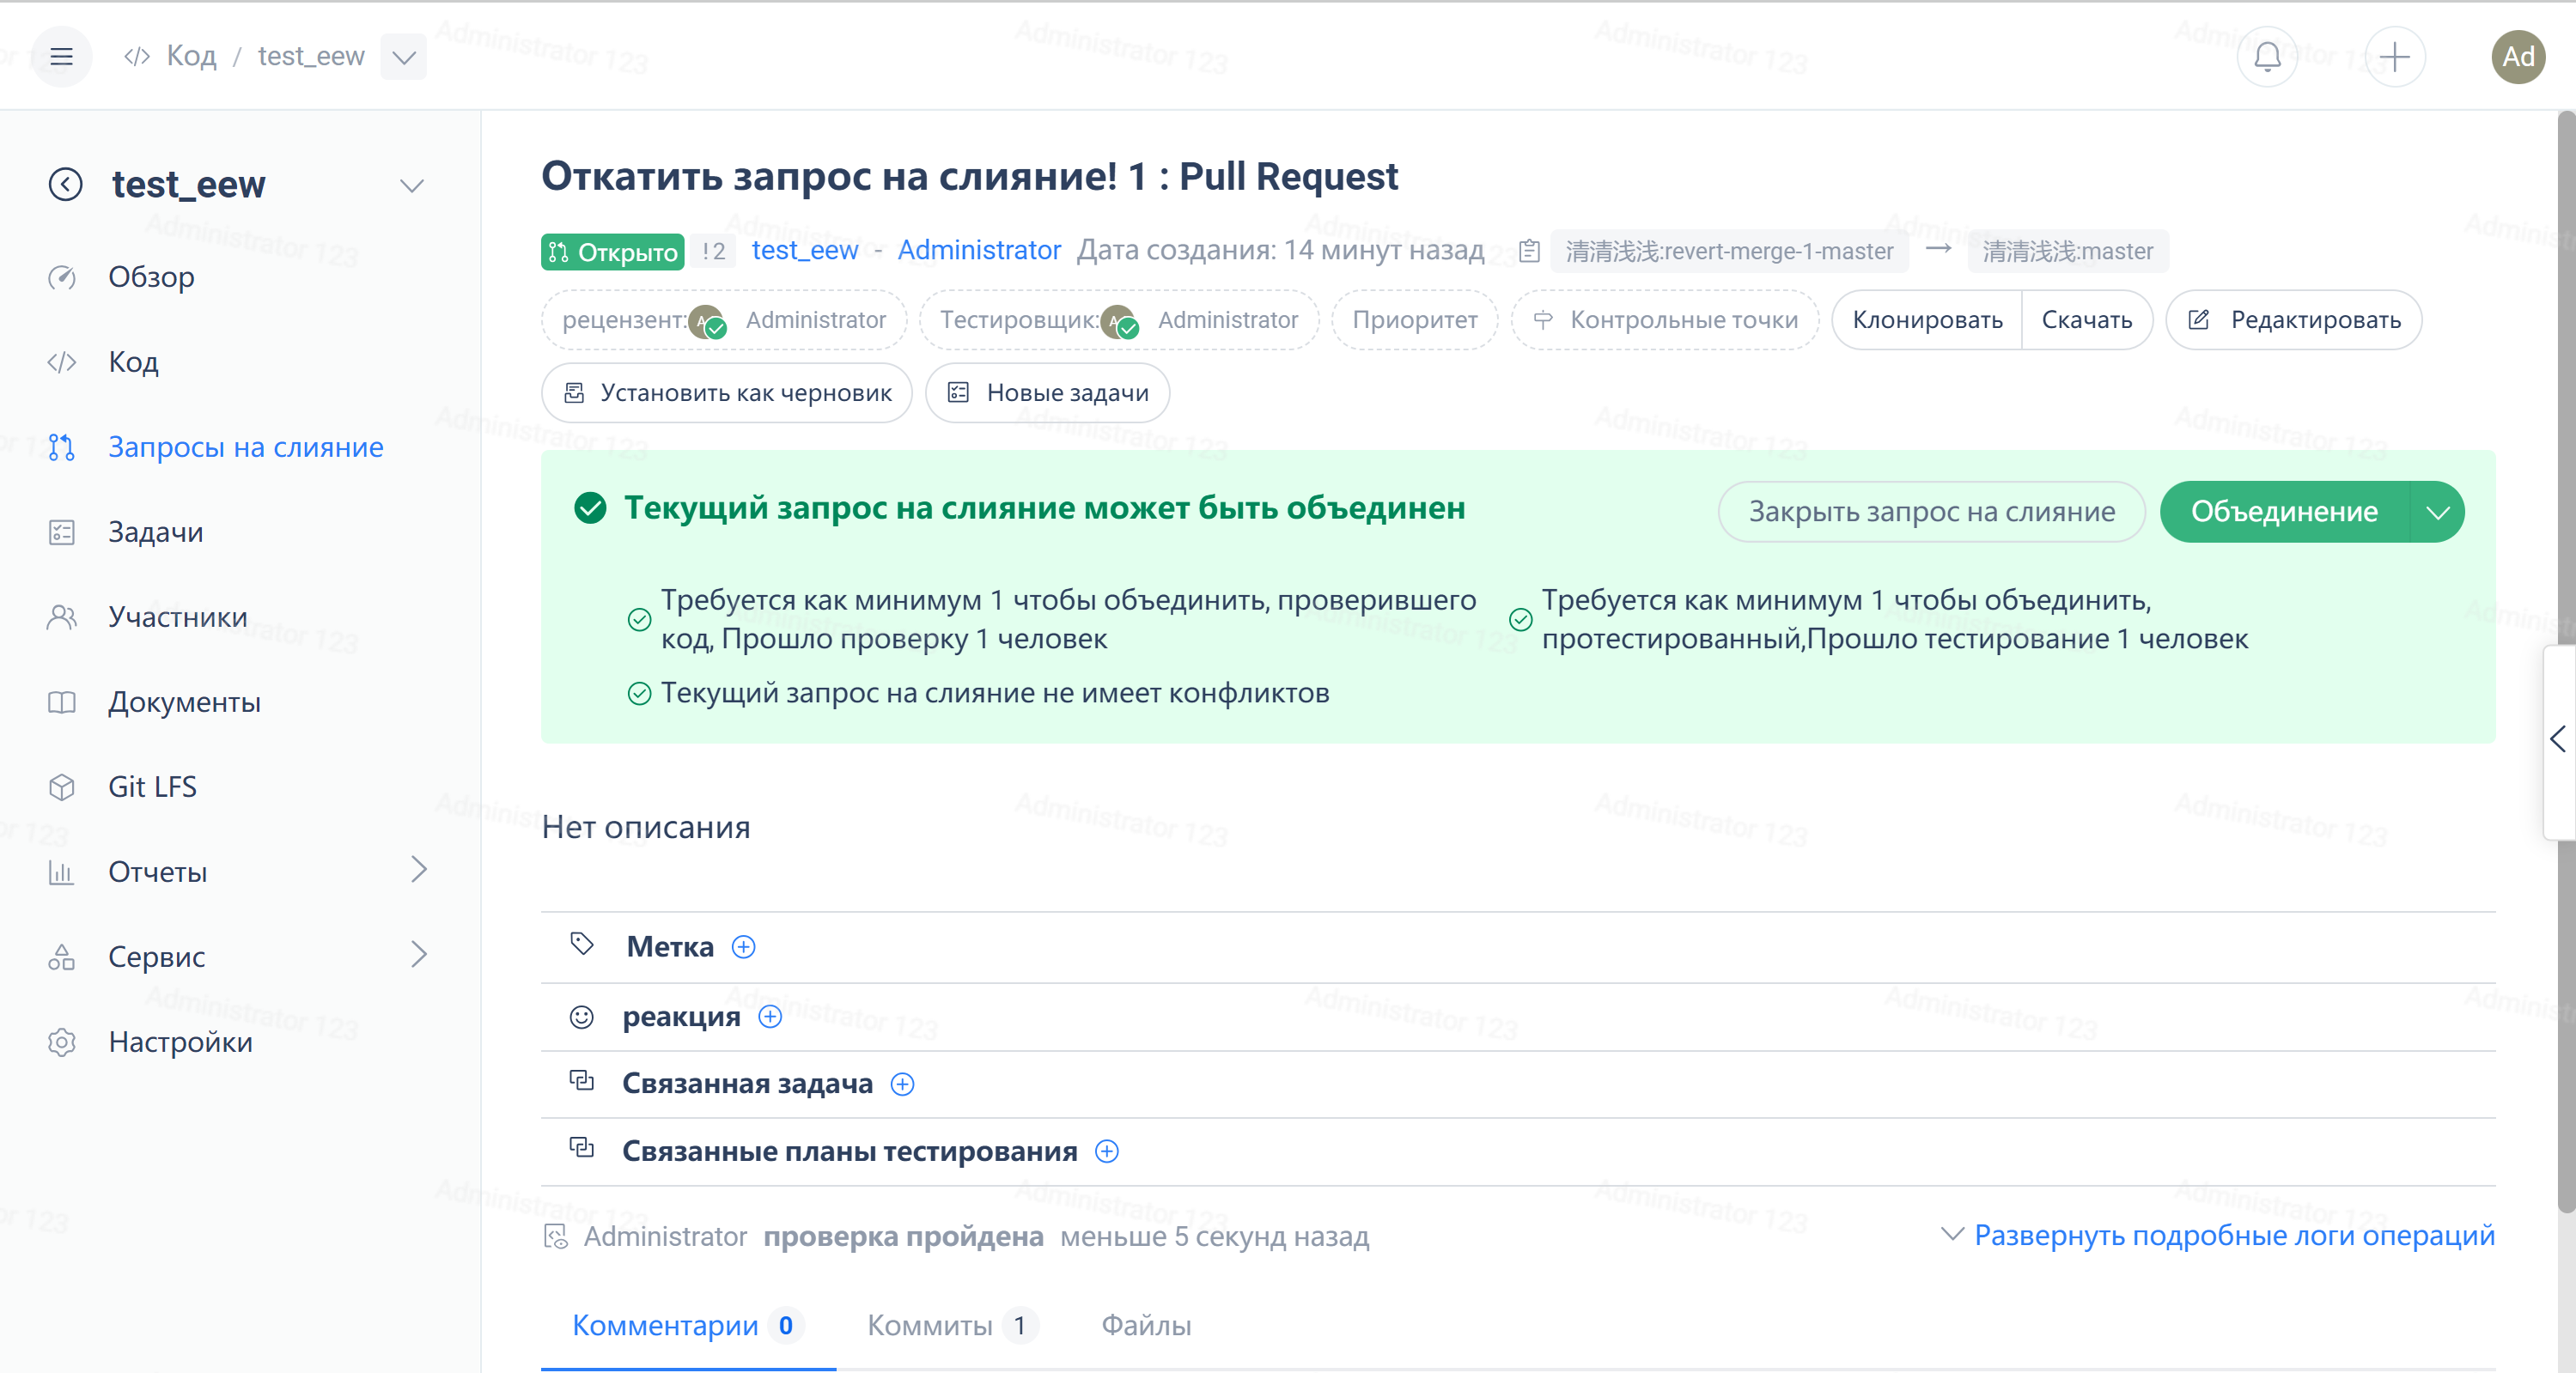 Код / test_eew
Ad
test_eew
Обзор
Код
Запросы на слияние
Задачи
Участники
Документы
Git LFS
Отчеты
Сервис
Настройки
Откатить запрос на слияние! 1 : Pull Request
Открыто !2 test_eew - Administrator Дата создания: 14 минут назад 清清浅浅:revert-merge-1-master → 清清浅浅:master
рецензент: Administrator Тестировщик: Administrator Приоритет Контрольные точки Клонировать Скачать Редактировать
Установить как черновик Новые задачи
Текущий запрос на слияние может быть объединен Закрыть запрос на слияние Объединение
Требуется как минимум 1 чтобы объединить, проверившего
код, Прошло проверку 1 человек
Требуется как минимум 1 чтобы объединить,
протестированный,Прошло тестирование 1 человек
Текущий запрос на слияние не имеет конфликтов
Нет описания
Метка
реакция
Связанная задача
Связанные планы тестирования
Administrator проверка пройдена меньше 5 секунд назад Развернуть подробные логи операций
Комментарии 0 Коммиты 1 Файлы
Administrator 123